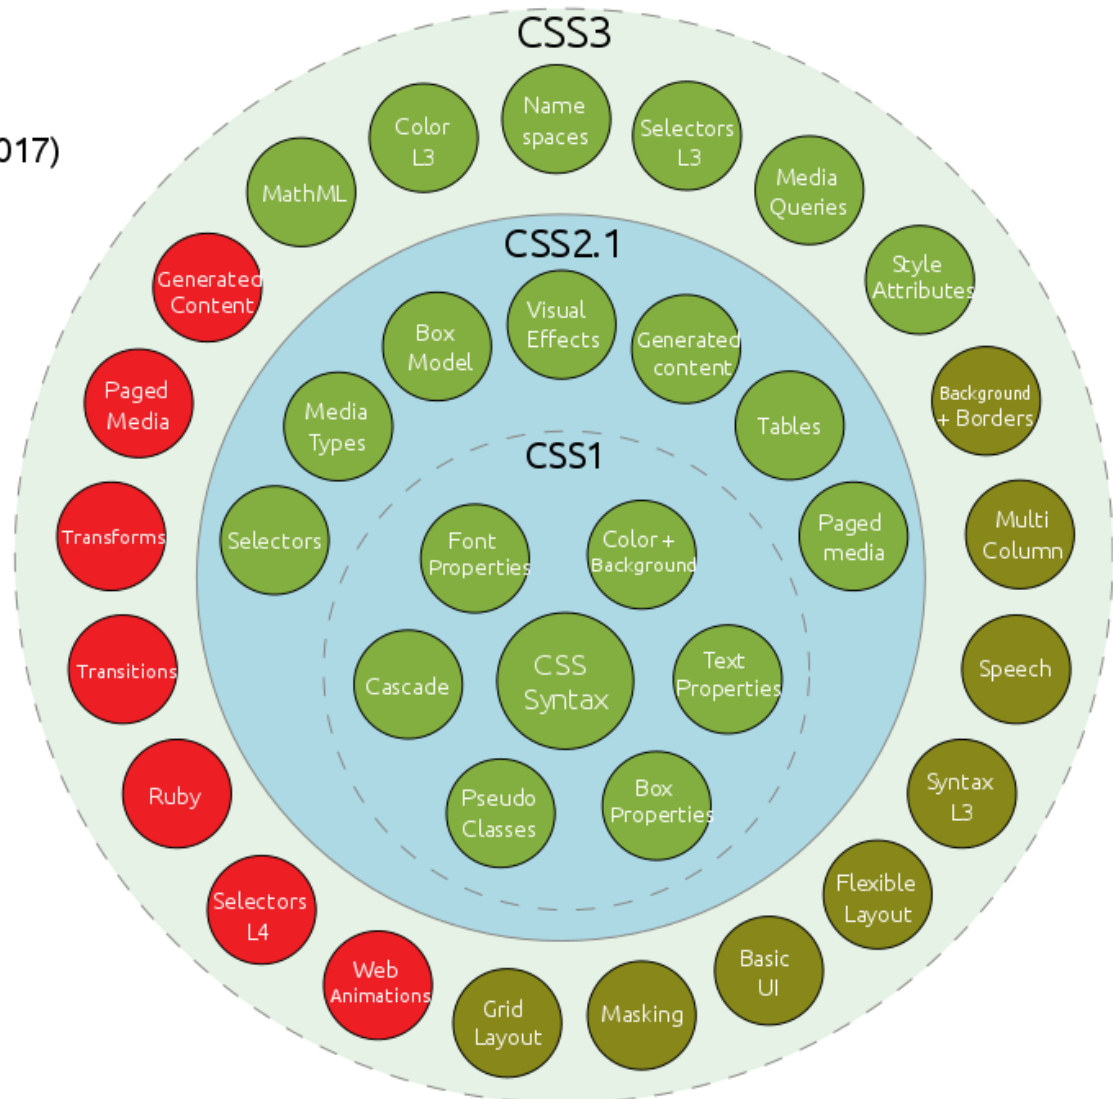 CSS3
017)
Name
spaces
Color
L3
Selectors
L3
MathML
Media
Queries
Generated
Content
Style
Attributes
Paged
Media
Background
+ Borders
Transforms
Multi
Column
Transitions
Speech
Ruby
Syntax
L3
Selectors
L4
Flexible
Layout
Web
Animations
Basic
UI
Grid
Layout
Masking
CSS2.1
Visual
Effects
Box
Model
Generated
content
Media
Types
Tables
Selectors
Paged
media
CSS1
Font
Properties
Color +
Background
Cascade
CSS
Syntax
Text
Properties
Pseudo
Classes
Box
Properties